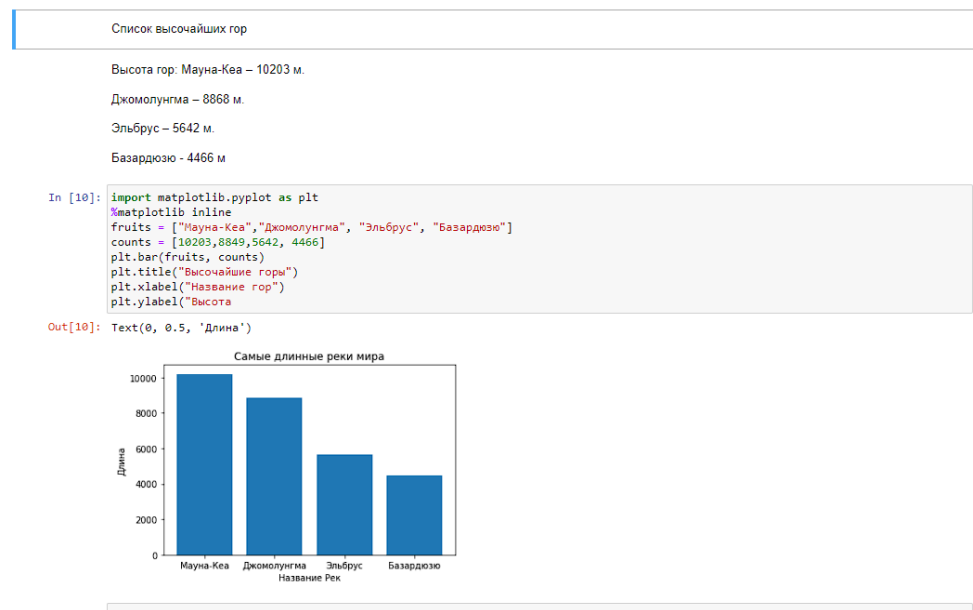 Список высочайших гор
Высота гор: Мауна-Кеа – 10203 м.
Джомолунгма – 8868 м.
Эльбрус – 5642 м.
Базардюзю - 4466 м
In [10]: import matplotlib.pyplot as plt
%matplotlib inline
fruits = ["Мауна-Кеа","Джомолунгма", "Эльбрус", "Базардюзю"]
counts = [10203,8849,5642, 4466]
plt.bar(fruits, counts)
plt.title("Высочайшие горы")
plt.xlabel("Название гор")
plt.ylabel("Высота
Out[10]: Text(0, 0.5, 'Длина')
Самые длинные реки мира
10000
8000
6000
4000
2000
0
Длина
Мауна-Кеа Джомолунгма Эльбрус Базардюзю
Название Рек